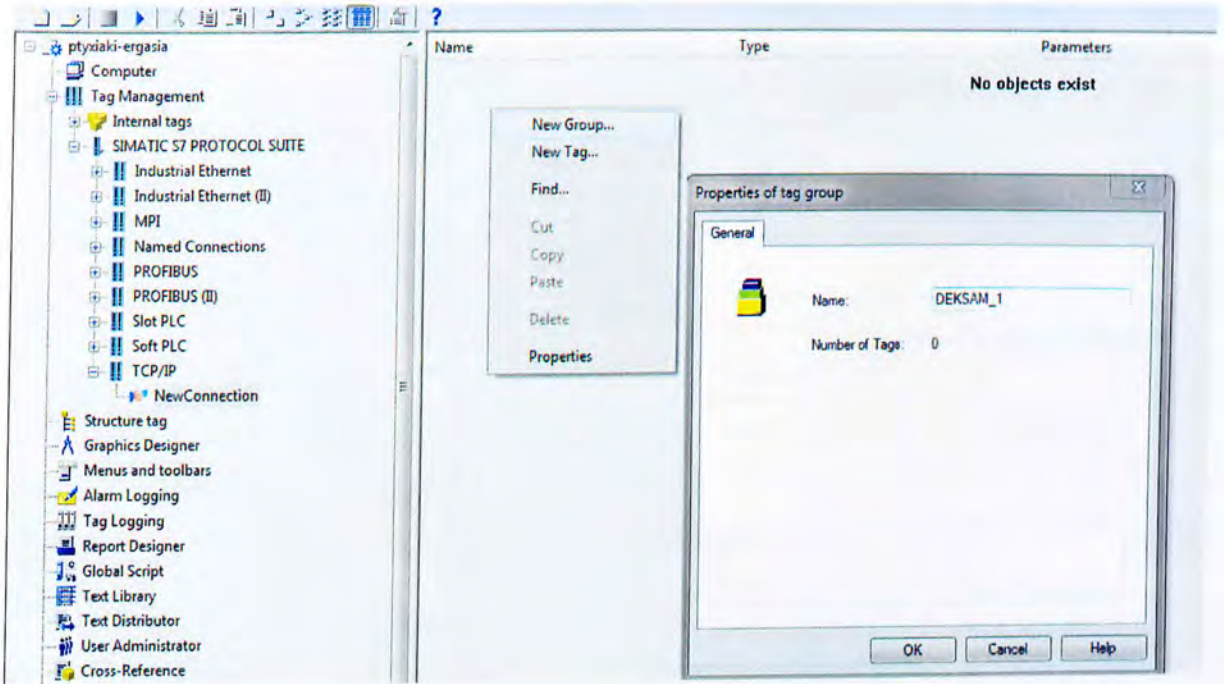 ?
ptyxiaki-ergasia
Computer
Tag Management
Internal tags
SIMATIC S7 PROTOCOL SUITE
Industrial Ethernet
Industrial Ethernet (II)
MPI
Named Connections
PROFIBUS
PROFIBUS (II)
Slot PLC
Soft PLC
TCP/IP
NewConnection
Structure tag
Graphics Designer
Menus and toolbars
Alarm Logging
Tag Logging
Report Designer
Global Script
Text Library
Text Distributor
User Administrator
Cross-Reference
Name Type Parameters
No objects exist
New Group...
New Tag...
Find...
Cut
Copy
Paste
Delete
Properties
Properties of tag group
General
Name: DEKSAM_1
Number of Tags: 0
OK Cancel Help